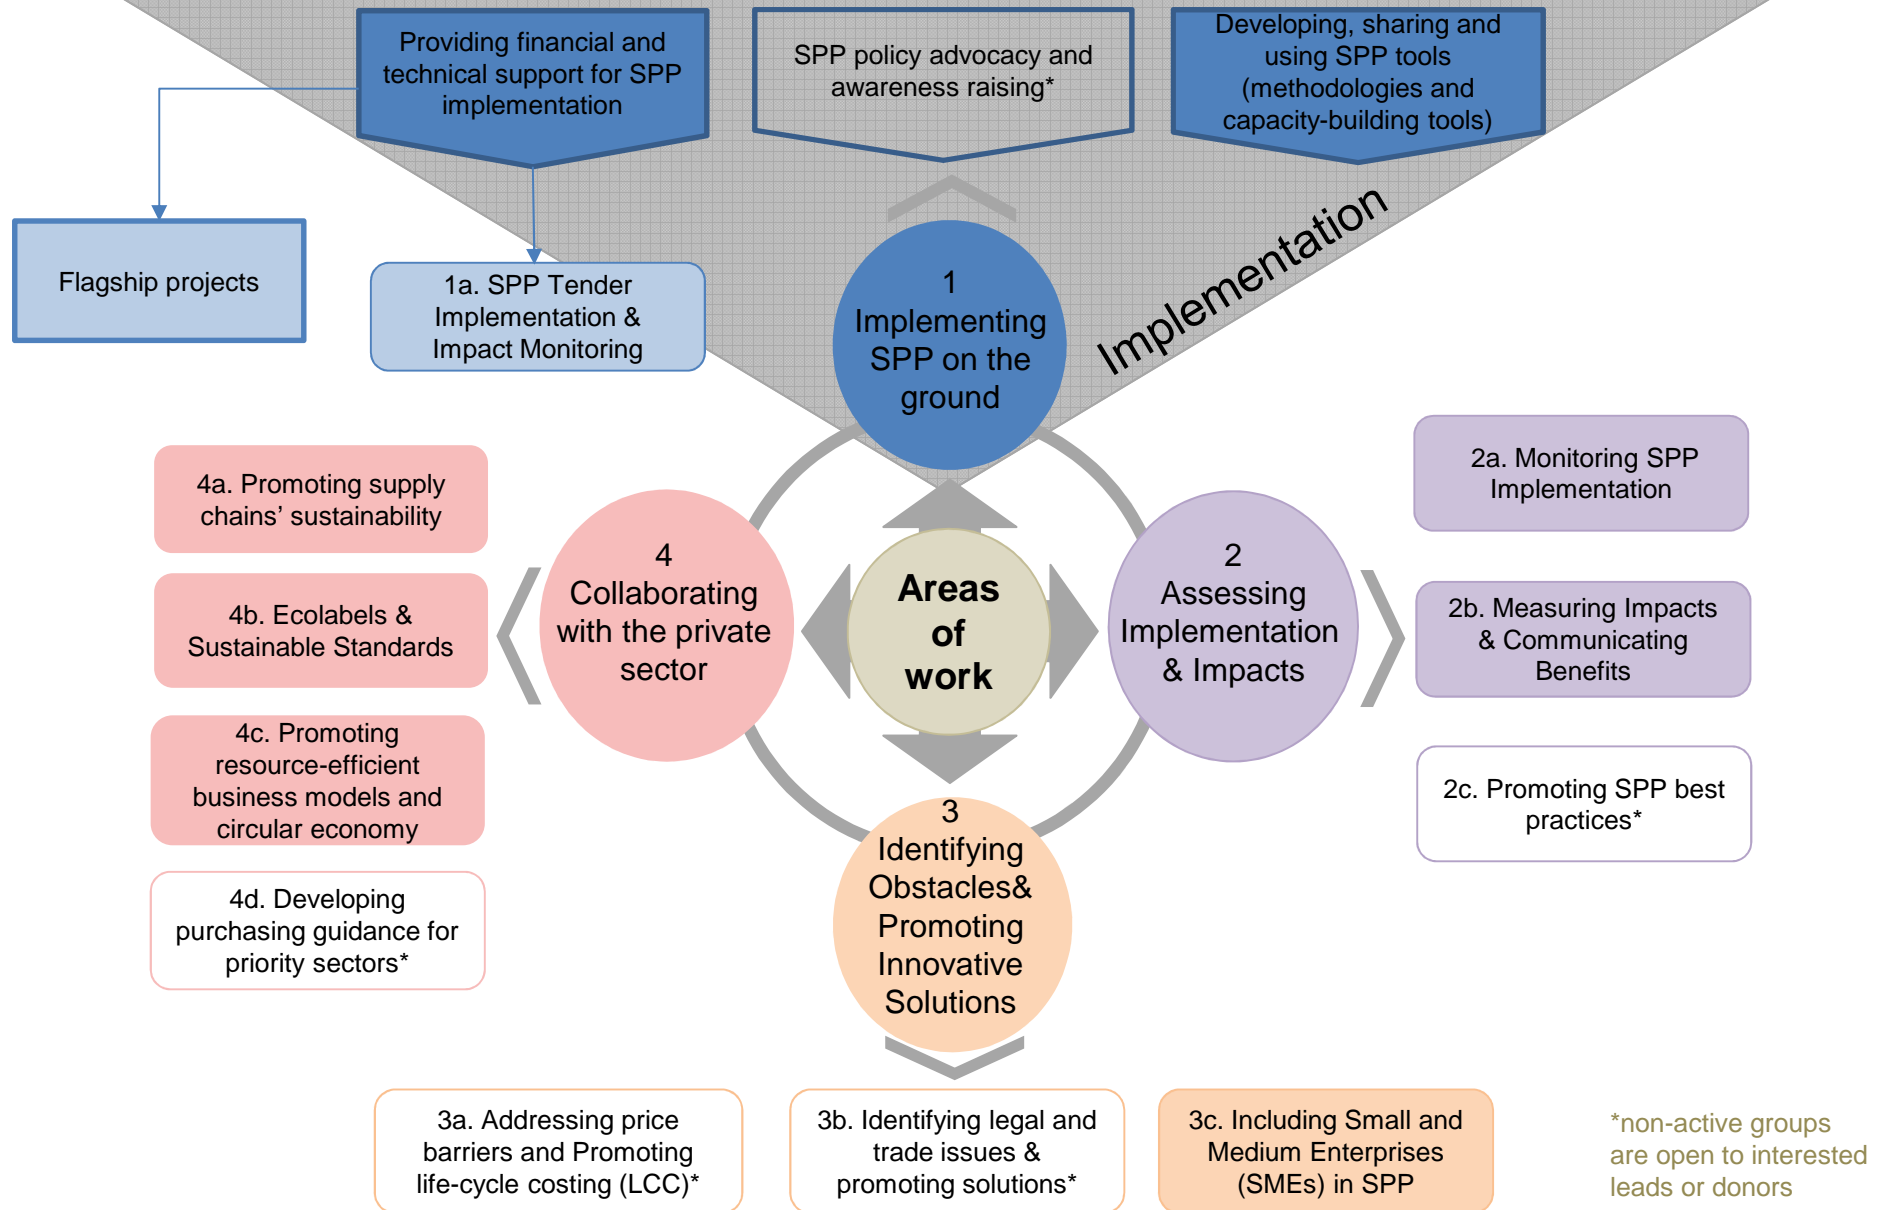 Providing financial and
technical support for SPP
implementation
SPP policy advocacy and
awareness raising*
Developing, sharing and
using SPP tools
(methodologies and
capacity-building tools)
Flagship projects
1a. SPP Tender
Implementation &
Impact Monitoring
Implementation
1
Implementing
SPP on the
ground
4a. Promoting supply
chains’ sustainability
4b. Ecolabels &
Sustainable Standards
4c. Promoting
resource-efficient
business models and
circular economy
4d. Developing
purchasing guidance for
priority sectors*
4
Collaborating
with the private
sector
Areas
of
work
2
Assessing
Implementation
& Impacts
2a. Monitoring SPP
Implementation
2b. Measuring Impacts
& Communicating
Benefits
2c. Promoting SPP best
practices*
3
Identifying
Obstacles&
Promoting
Innovative
Solutions
3a. Addressing price
barriers and Promoting
life-cycle costing (LCC)*
3b. Identifying legal and
trade issues &
promoting solutions*
3c. Including Small and
Medium Enterprises
(SMEs) in SPP
*non-active groups
are open to interested
leads or donors